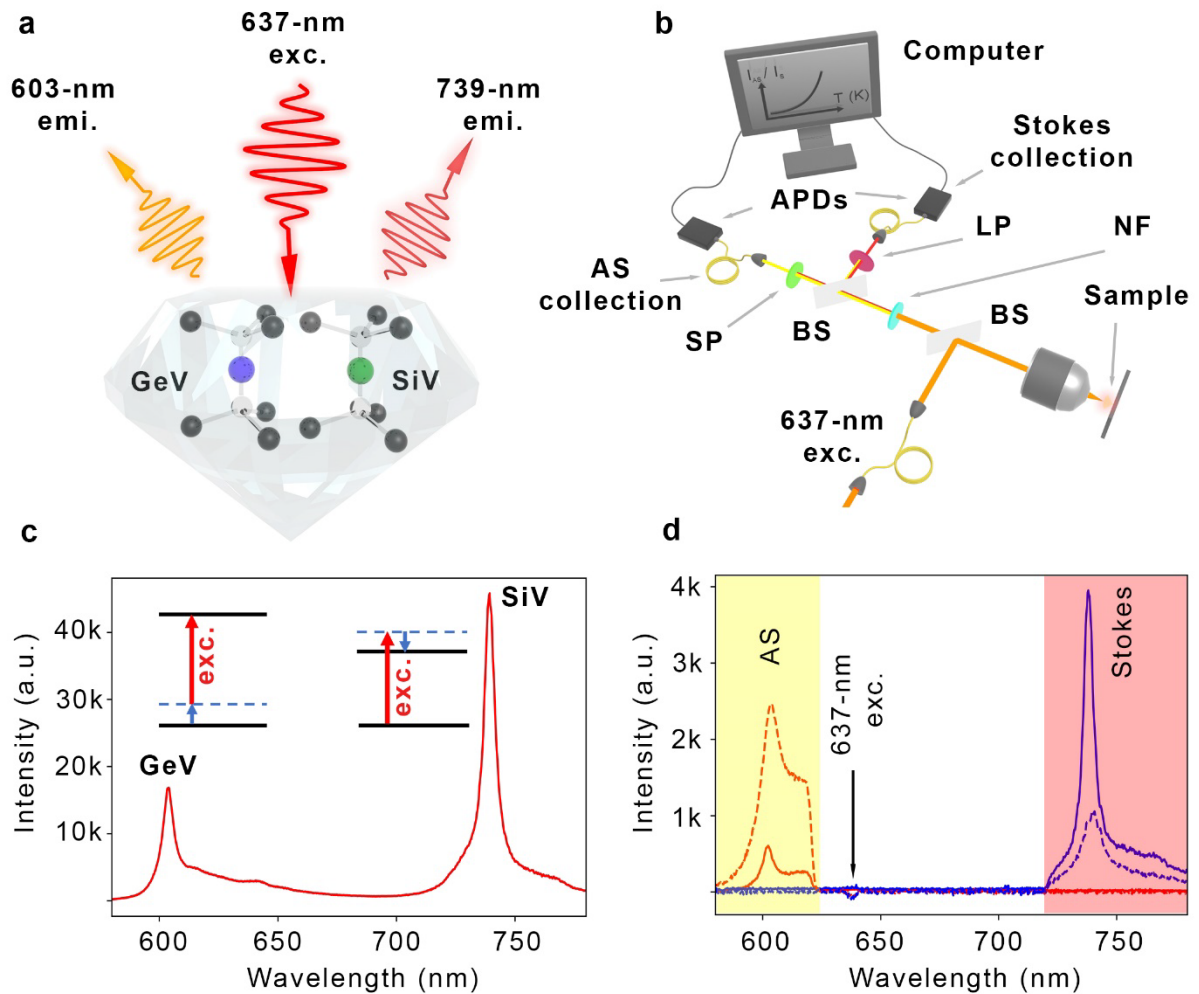 a
637-nm
exc.
603-nm
emi.
739-nm
emi.
GeV
SiV
b
Computer
I_AS / I_S
T (K)
Stokes
collection
APDs
LP
NF
AS
collection
Sample
SP
BS
BS
637-nm
exc.
c
SiV
40k
30k
20k
10k
exc.
exc.
GeV
Intensity (a.u.)
600
650
700
750
Wavelength (nm)
d
4k
3k
2k
1k
AS
637-nm
exc.
Stokes
Intensity (a.u.)
600
650
700
750
Wavelength (nm)